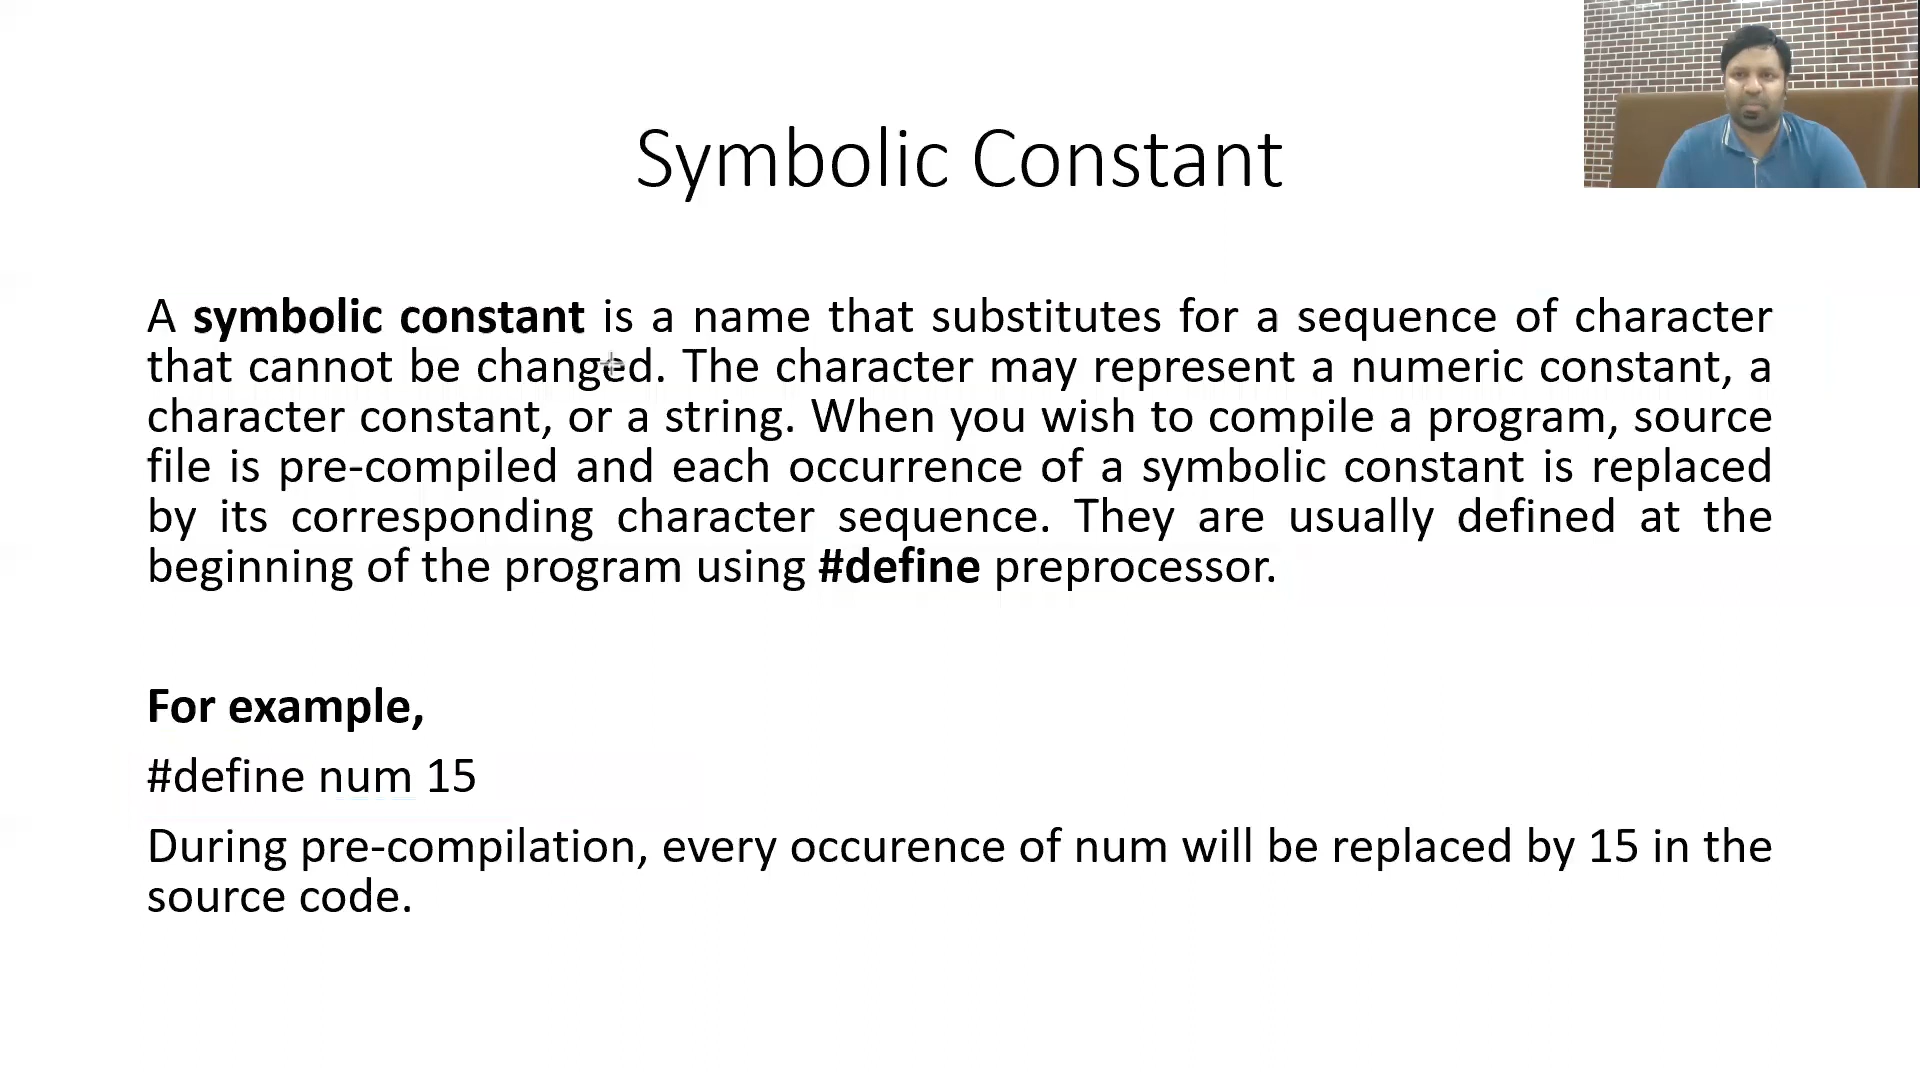 Symbolic Constant
A symbolic constant is a name that substitutes for a sequence of character
that cannot be changed. The character may represent a numeric constant, a
character constant, or a string. When you wish to compile a program, source
file is pre-compiled and each occurrence of a symbolic constant is replaced
by its corresponding character sequence. They are usually defined at the
beginning of the program using #define preprocessor.
For example,
#define num 15
During pre-compilation, every occurence of num will be replaced by 15 in the
source code.